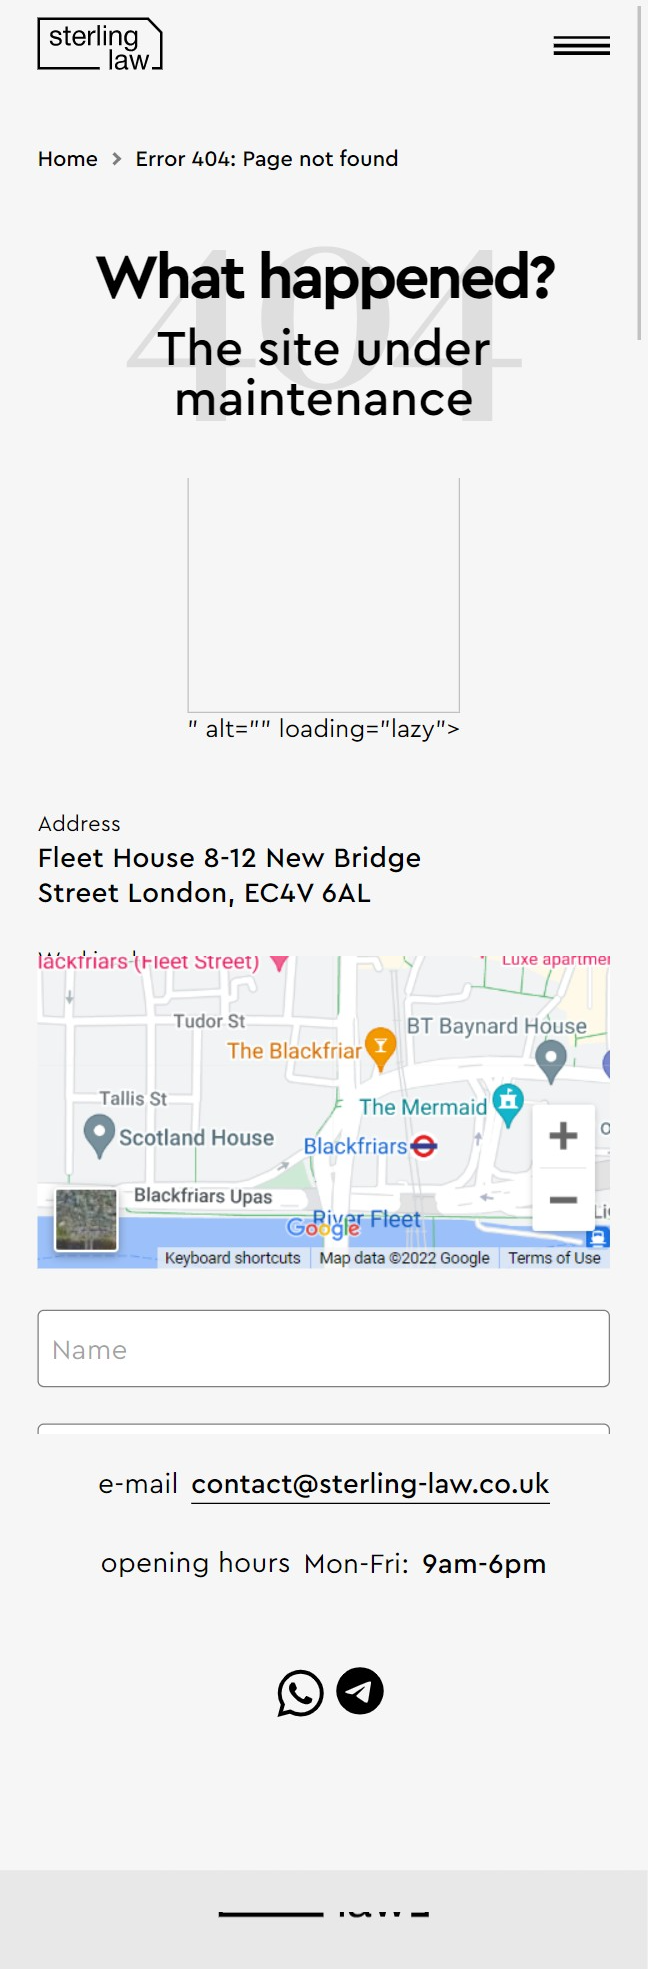 sterling
law
Home > Error 404: Page not found
404
What happened?
The site under
maintenance
" alt="" loading="lazy">
Address
Fleet House 8-12 New Bridge
Street London, EC4V 6AL
lackfriars (Fleet Street)
Luxe apartmen
Tudor St
BT Baynard House
The Blackfriar
Tallis St
The Mermaid
Scotland House
Blackfriars
Blackfriars Upas
River Fleet
Google
Keyboard shortcuts
Map data ©2022 Google
Terms of Use
Name
e-mail contact@sterling-law.co.uk
opening hours Mon-Fri: 9am-6pm